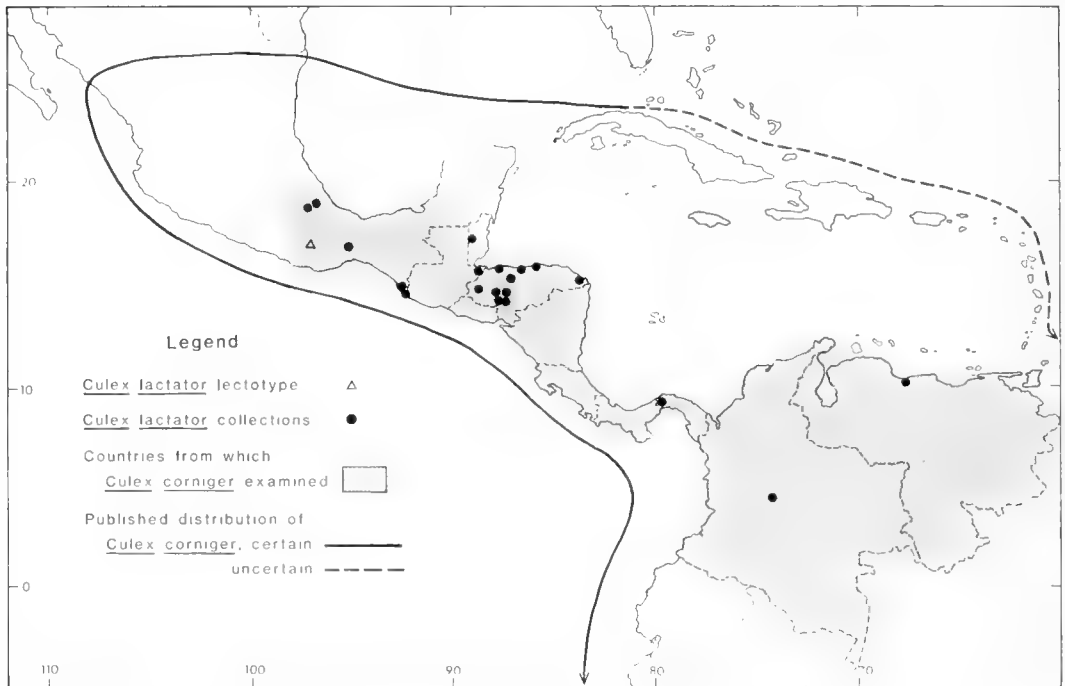 20
10
0
110
100
90
80
Legend
Culex lactator lectotype
Culex lactator collections
Countries from which
Culex corniger examined
Published distribution of
Culex corniger, certain
uncertain